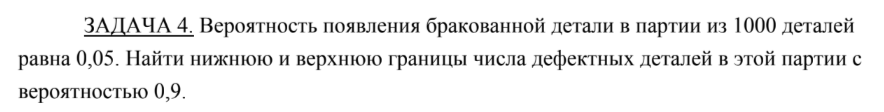 ЗАДАЧА 4. Вероятность появления бракованной детали в партии из 1000 деталей
равна 0,05. Найти нижнюю и верхнюю границы числа дефектных деталей в этой партии с
вероятностью 0,9.